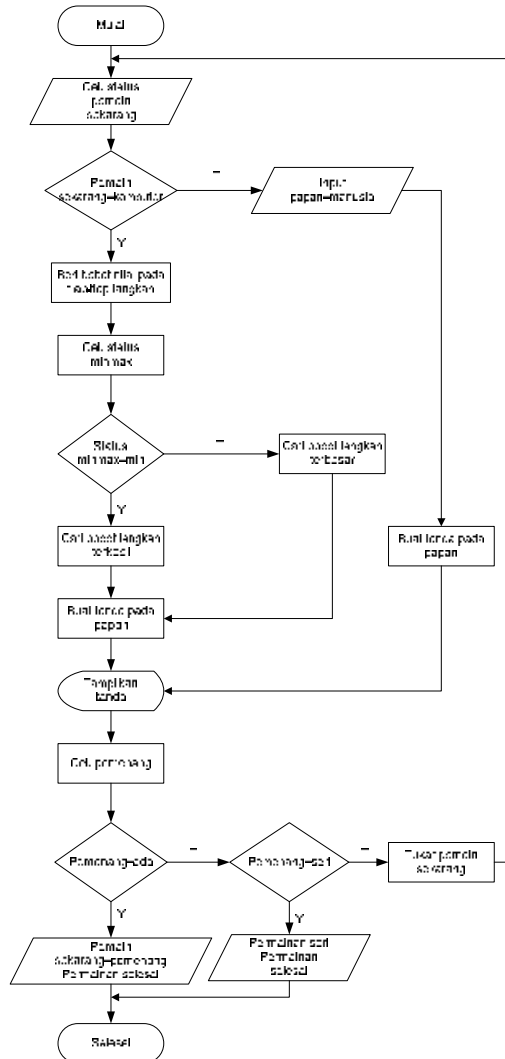 Mulai
Cek status
pemain
sekarang
Pemain
sekarang=komputer
T
Input
papan=manusia
Y
Beri bobot nilai pada
tiap-tiap langkah
Cek status
minmax
Status
minmax=min
T
Cari bobot langkah
terbesar
Y
Cari bobot langkah
terkecil
Buat tanda pada
papan
Buat tanda pada
papan
Tampilkan
tanda
Cek pemenang
Pemenang=ada
T
Pemenang=seri
T
Tukar pemain
sekarang
Y
Y
Pemain
sekarang=pemenang
Permainan selesai
Permainan seri
Permainan
selesai
Selesai